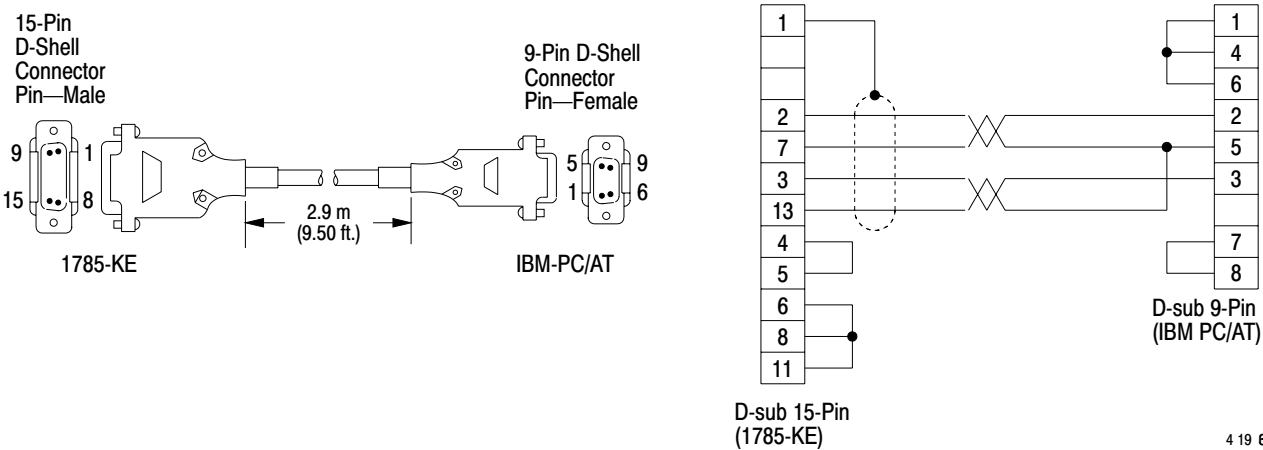 15-Pin
D-Shell
Connector
Pin—Male
9-Pin D-Shell
Connector
Pin—Female
9
1
15
8
5
9
1
6
2.9 m
(9.50 ft.)
1785-KE
IBM-PC/AT
1
2
7
3
13
4
5
6
8
11
D-sub 15-Pin
(1785-KE)
1
4
6
2
5
3
7
8
D-sub 9-Pin
(IBM PC/AT)
4 19